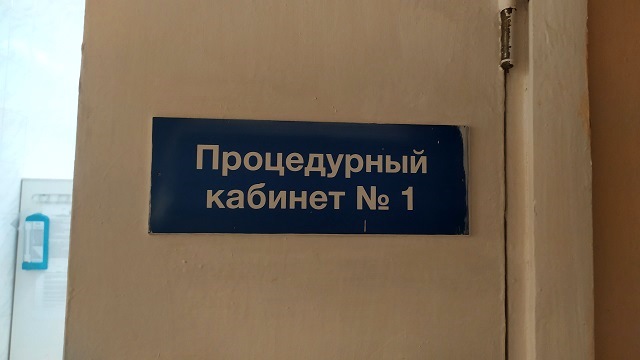 Процедурный
кабинет № 1